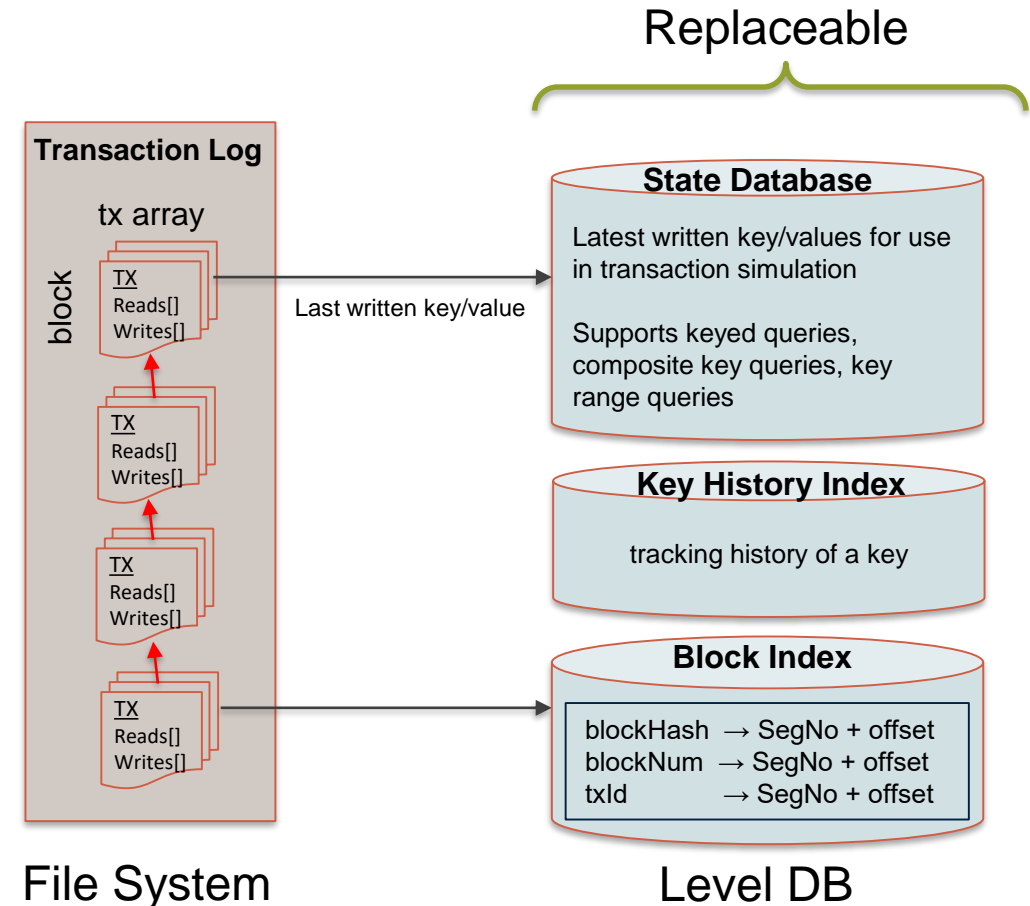 Replaceable
Transaction Log
tx array
block
TX
Reads[]
Writes[]
TX
Reads[]
Writes[]
TX
Reads[]
Writes[]
TX
Reads[]
Writes[]
Last written key/value
State Database
Latest written key/values for use
in transaction simulation
Supports keyed queries,
composite key queries, key
range queries
Key History Index
tracking history of a key
Block Index
blockHash → SegNo + offset
blockNum → SegNo + offset
txId → SegNo + offset
File System
Level DB